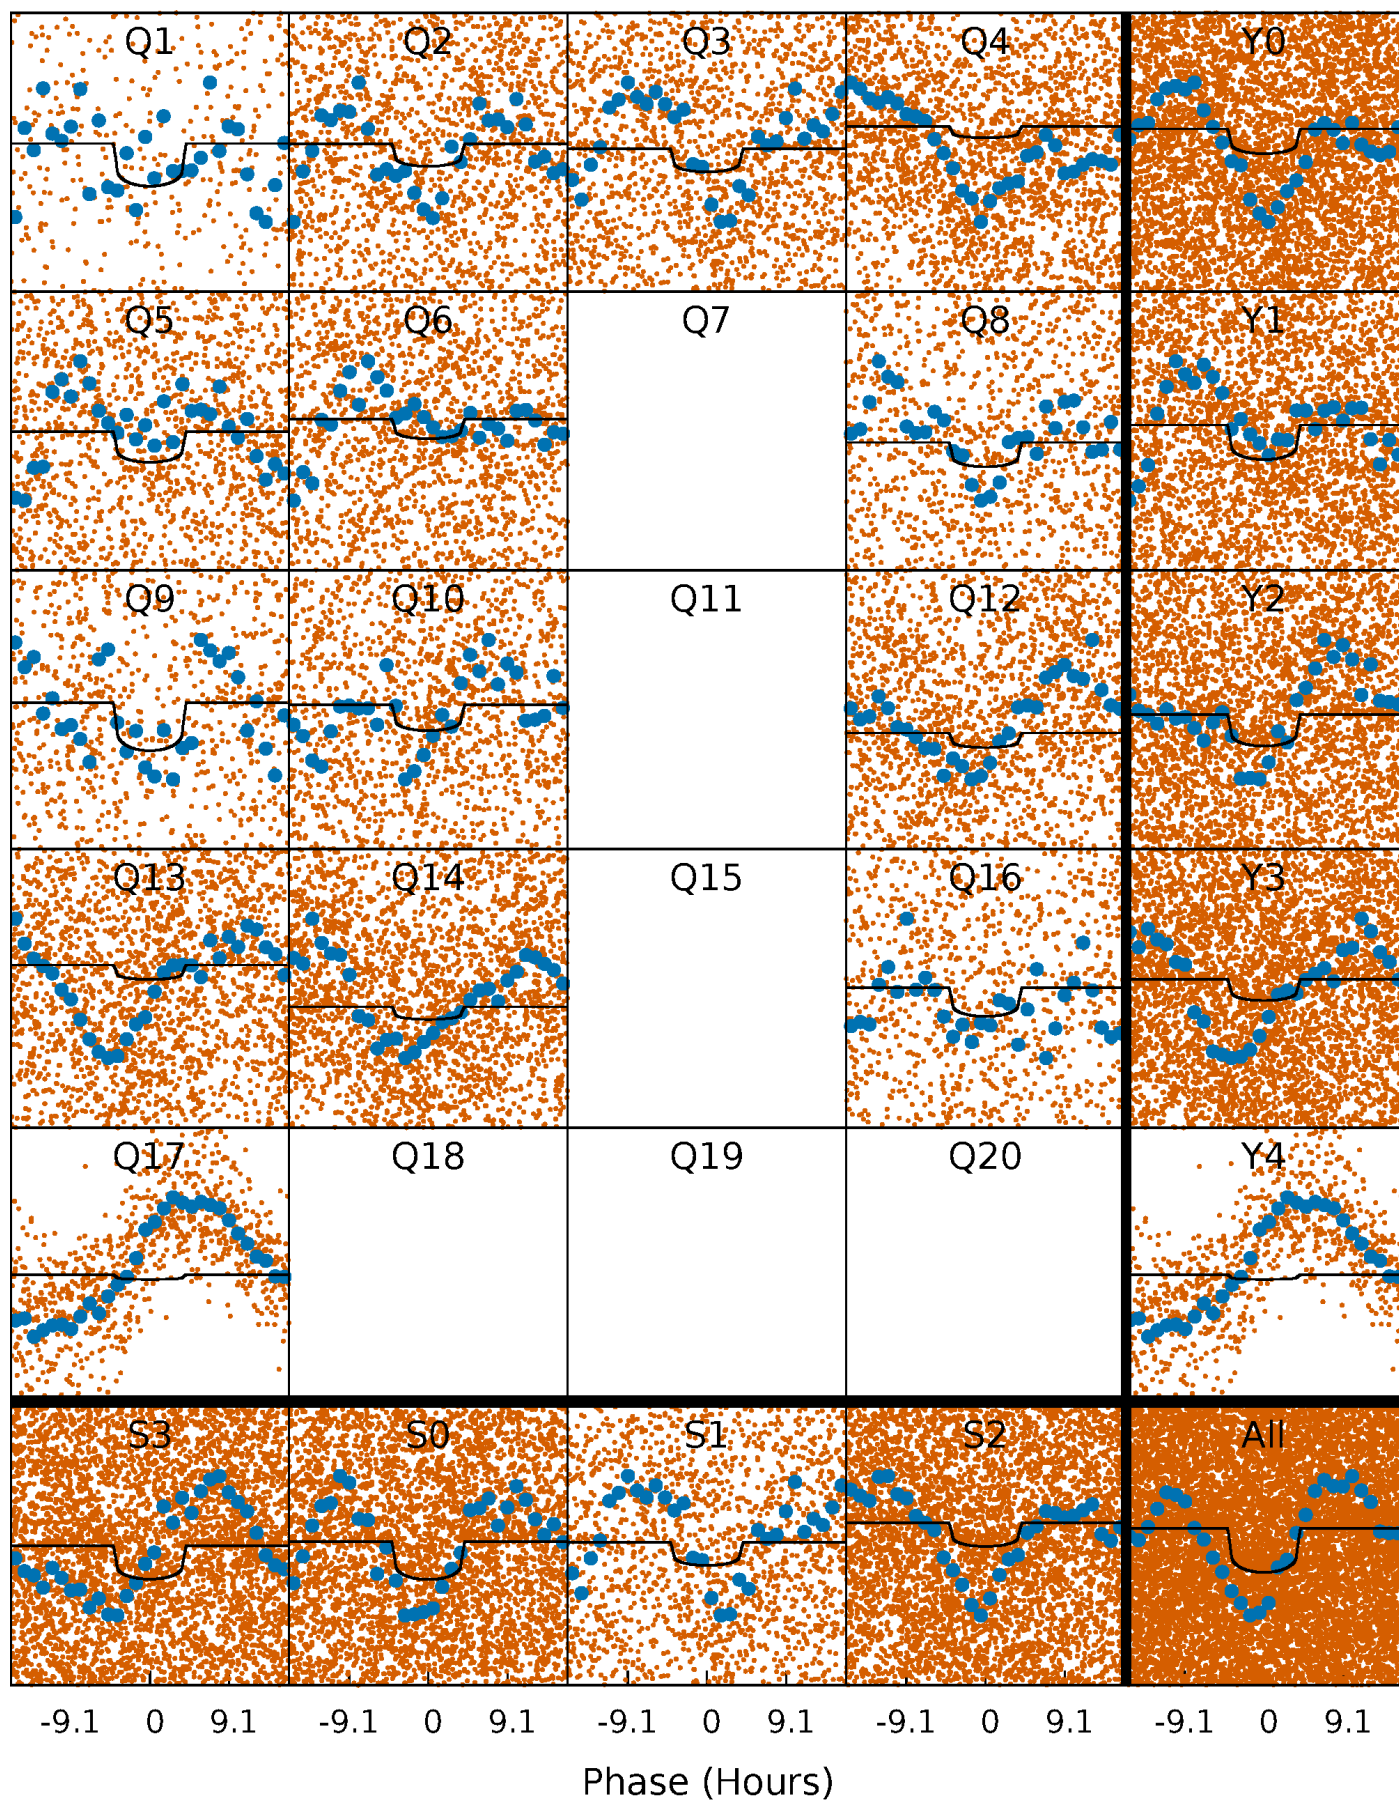 Q1 Q2 Q3 Q4 Y0
Q5 Q6 Q7 Q8 Y1
Q9 Q10 Q11 Q12 Y2
Q13 Q14 Q15 Q16 Y3
Q17 Q18 Q19 Q20 Y4
S3 S0 S1 S2 All
-9.1 0 9.1 -9.1 0 9.1 -9.1 0 9.1 -9.1 0 9.1 -9.1 0 9.1
Phase (Hours)